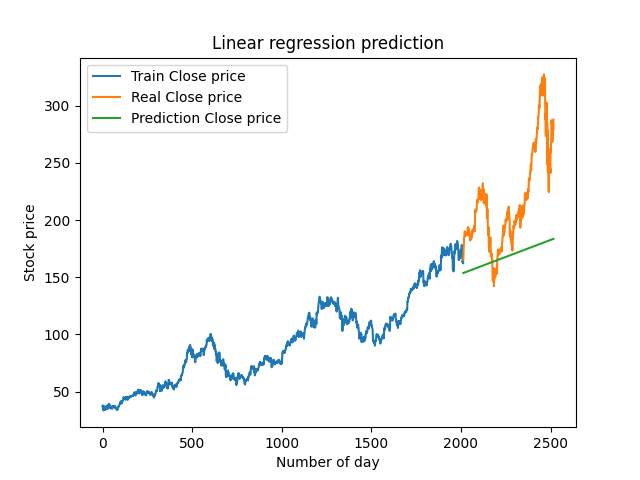 Linear regression prediction
Train Close price
Real Close price
Prediction Close price
300
250
200
150
100
50
Stock price
0
500
1000
1500
2000
2500
Number of day